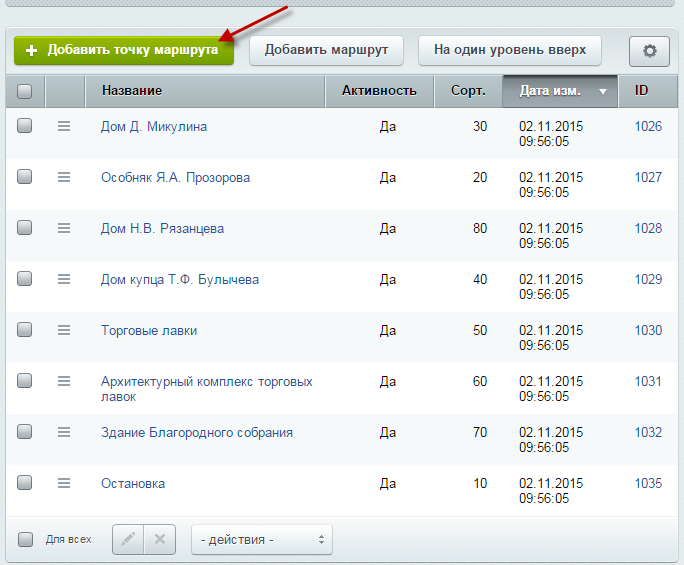 + Добавить точку маршрута Добавить маршрут На один уровень вверх
Название Активность Сорт. Дата изм. ID
Дом Д. Микулина Да 30 02.11.2015 1026
09:56:05
Особняк Я.А. Прозорова Да 20 02.11.2015 1027
09:56:05
Дом Н.В. Рязанцева Да 80 02.11.2015 1028
09:56:05
Дом купца Т.Ф. Булычева Да 40 02.11.2015 1029
09:56:05
Торговые лавки Да 50 02.11.2015 1030
09:56:05
Архитектурный комплекс торговых Да 60 02.11.2015 1031
лавок 09:56:05
Здание Благородного собрания Да 70 02.11.2015 1032
09:56:05
Остановка Да 10 02.11.2015 1035
09:56:05
Для всех - действия -